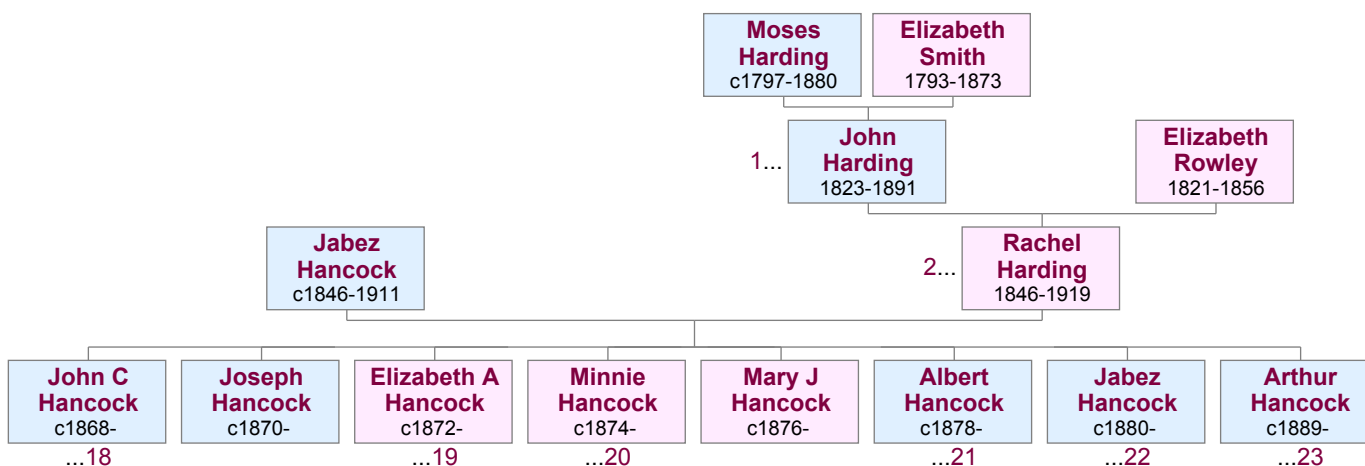 Moses
Harding
c1797-1880
Elizabeth
Smith
1793-1873
1...
John
Harding
1823-1891
Elizabeth
Rowley
1821-1856
Jabez
Hancock
c1846-1911
2...
Rachel
Harding
1846-1919
John C
Hancock
c1868-
...18
Joseph
Hancock
c1870-
Elizabeth A
Hancock
c1872-
...19
Minnie
Hancock
c1874-
...20
Mary J
Hancock
c1876-
Albert
Hancock
c1878-
...21
Jabez
Hancock
c1880-
...22
Arthur
Hancock
c1889-
...23